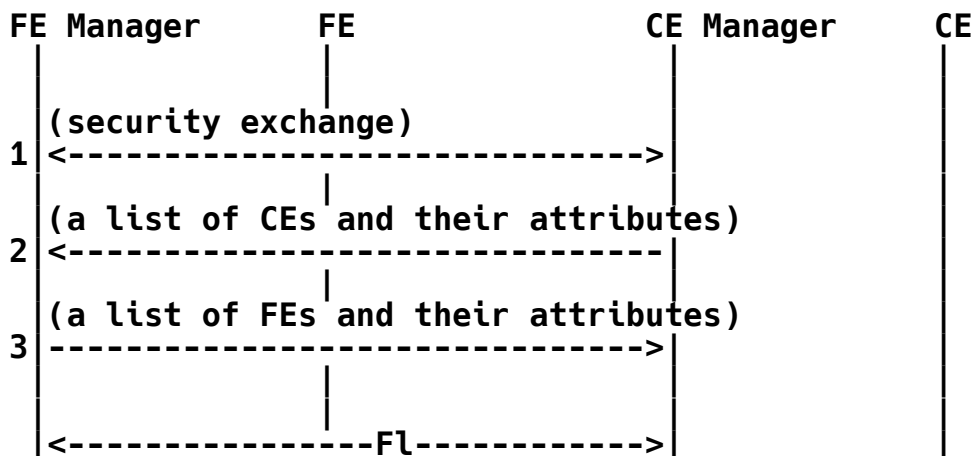 FE Manager FE CE Manager CE
(security exchange)
1|<------------------------------>|
(a list of CEs and their attributes)
2|<-------------------------------|
(a list of FEs and their attributes)
3|------------------------------->|
|<----------------Fl------------>|